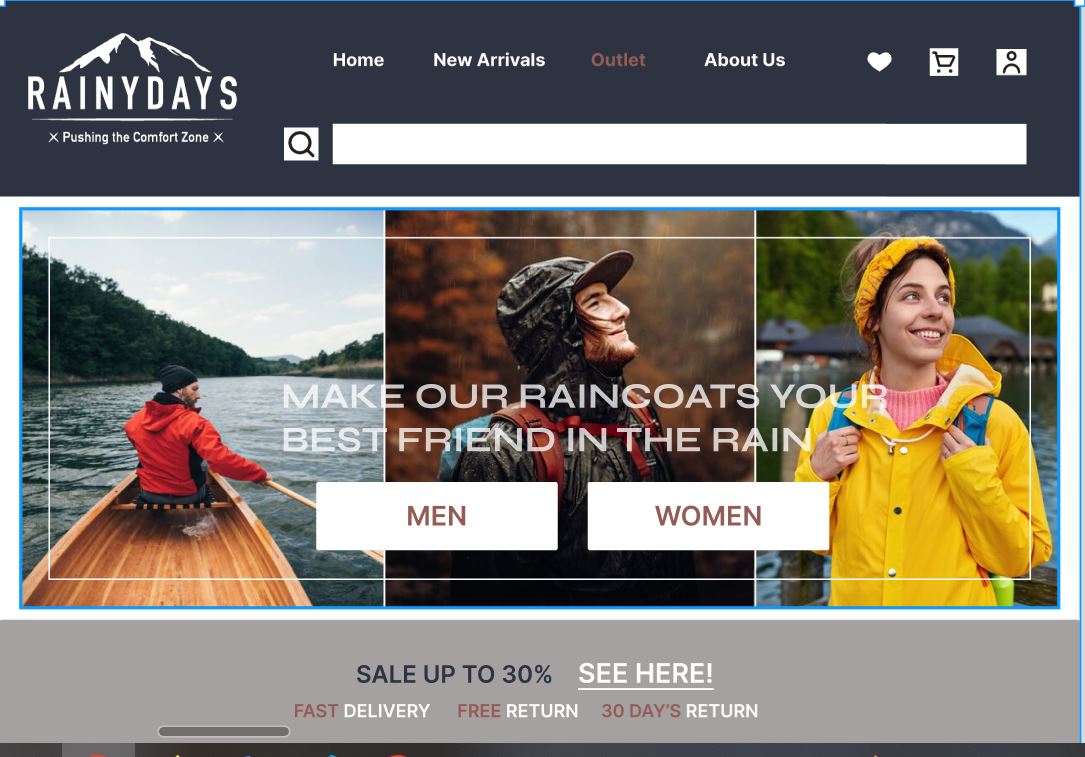 RAINYDAYS
Pushing the Comfort Zone
Home New Arrivals Outlet About Us
MAKE OUR RAINCOATS YOUR
BEST FRIEND IN THE RAIN
MEN WOMEN
SALE UP TO 30% SEE HERE!
FAST DELIVERY FREE RETURN 30 DAY'S RETURN